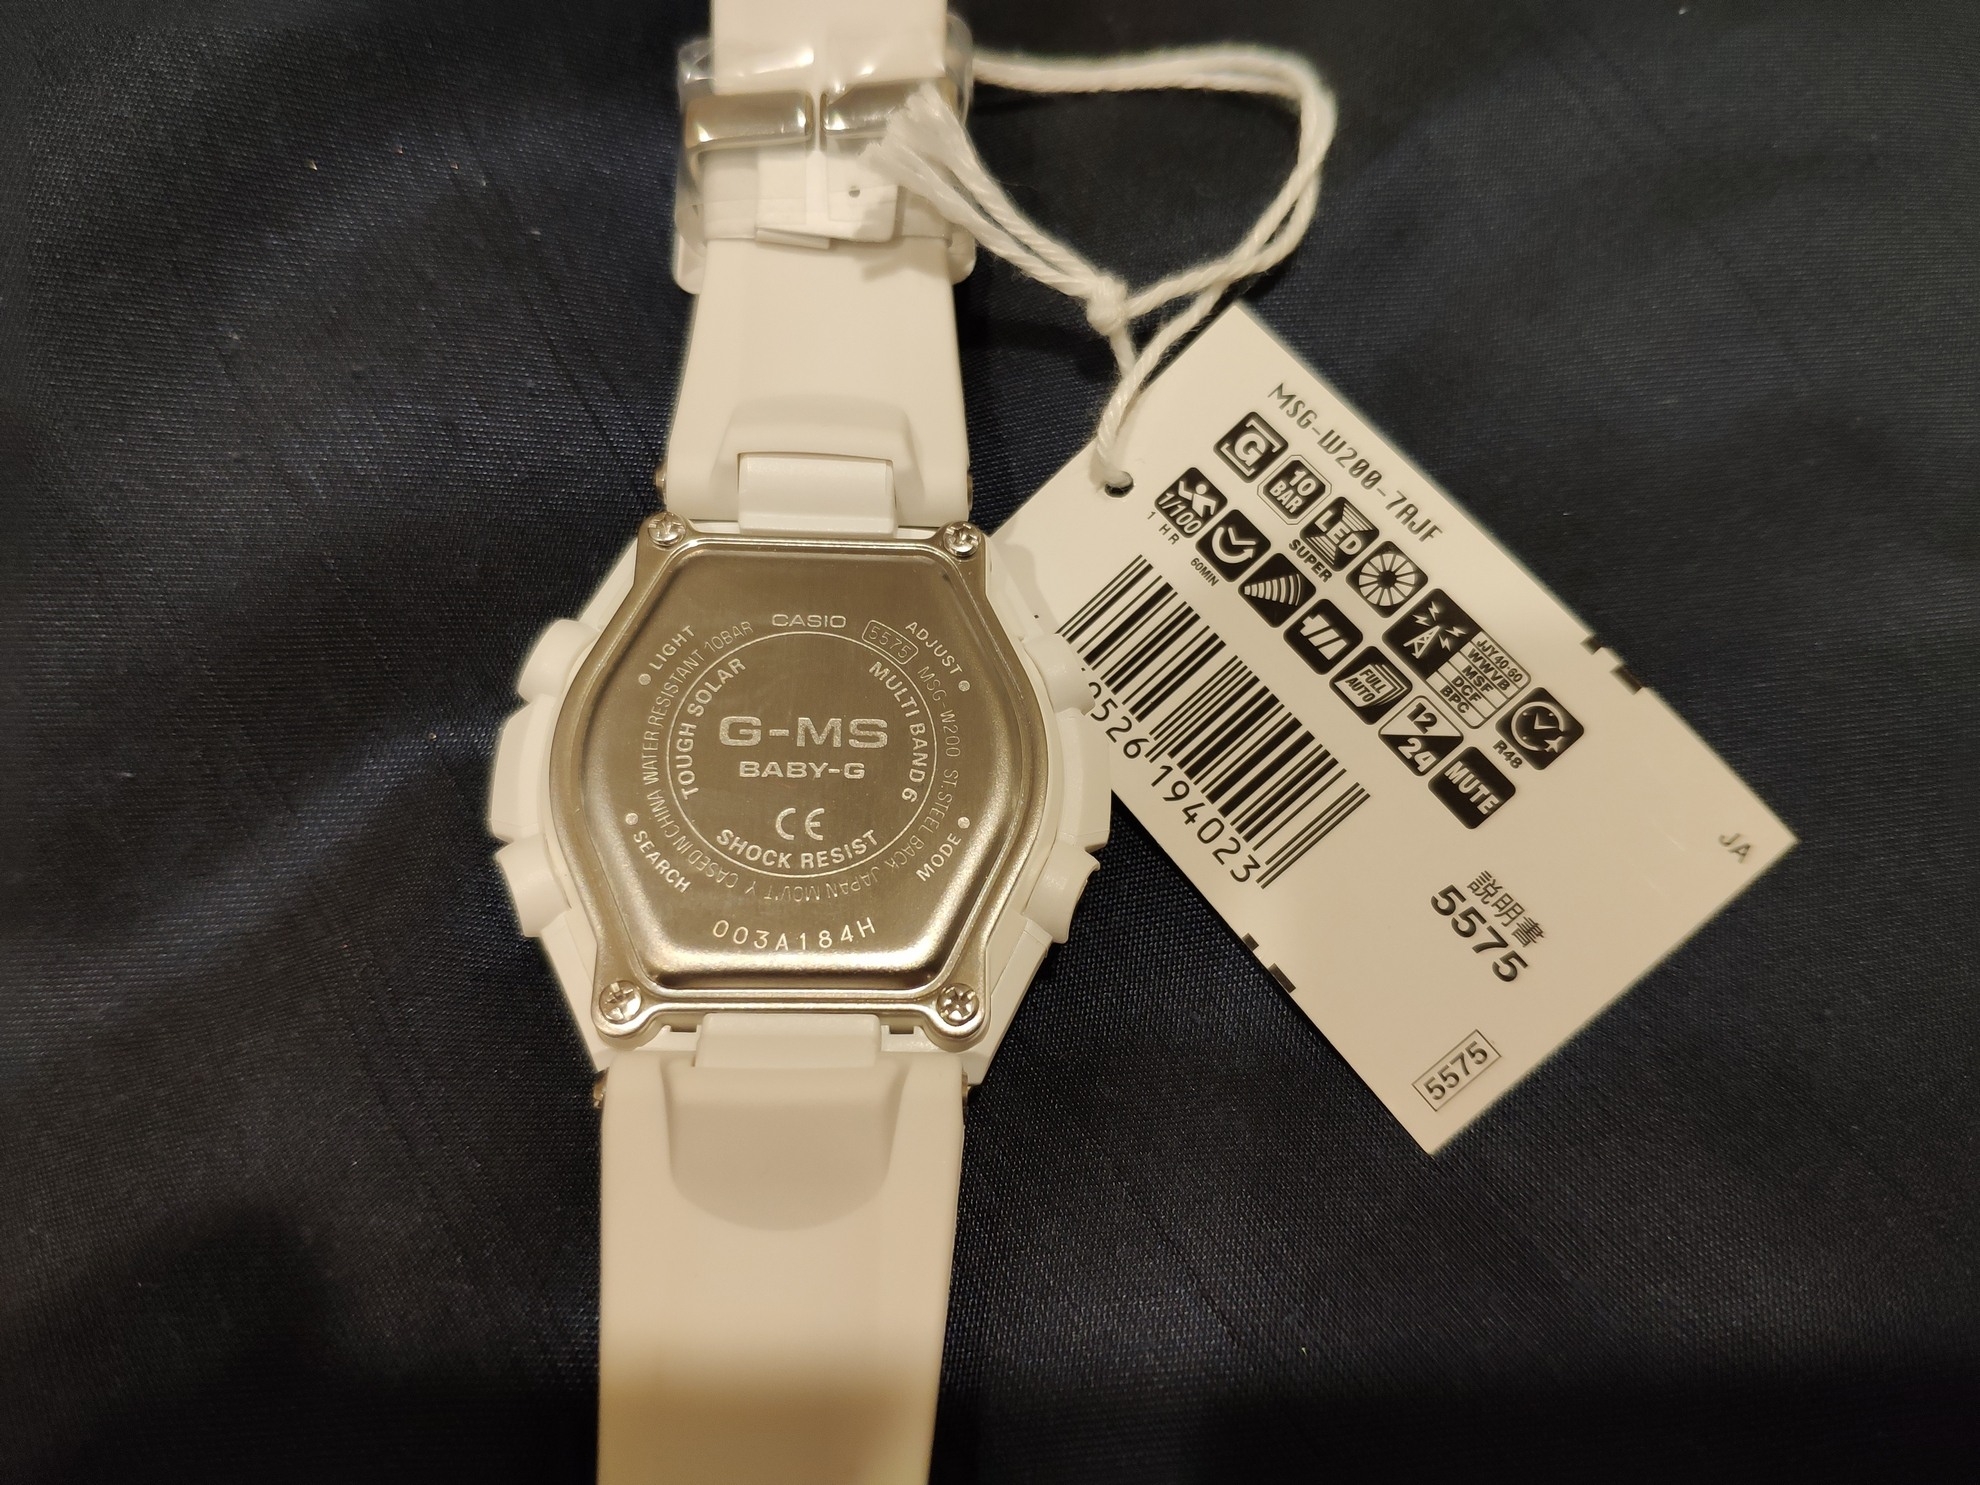 CASIO
5575
MSG-W200 ST. STEEL BACK JAPAN MOV'T Y CASED IN CHINA WATER RESISTANT 10BAR
LIGHT
ADJUST
SEARCH
MODE
TOUGH SOLAR
MULTI BAND 6
SHOCK RESIST
G-MS
BABY-G
CE
003A184H
MSG-W200-7AJF
G
10
BAR
LED
SUPER
JJY40·60
WWVB
MSF
DCF
BPC
R48
1/100
1 HR
60MIN
FULL
AUTO
12
24
MUTE
526 194023
JA
説明書
5575
5575